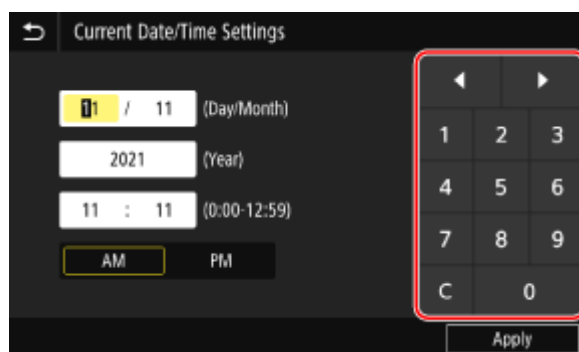 Current Date/Time Settings
11 / 11 (Day/Month)
2021 (Year)
11 : 11 (0:00-12:59)
AM PM
1 2 3
4 5 6
7 8 9
C 0
Apply